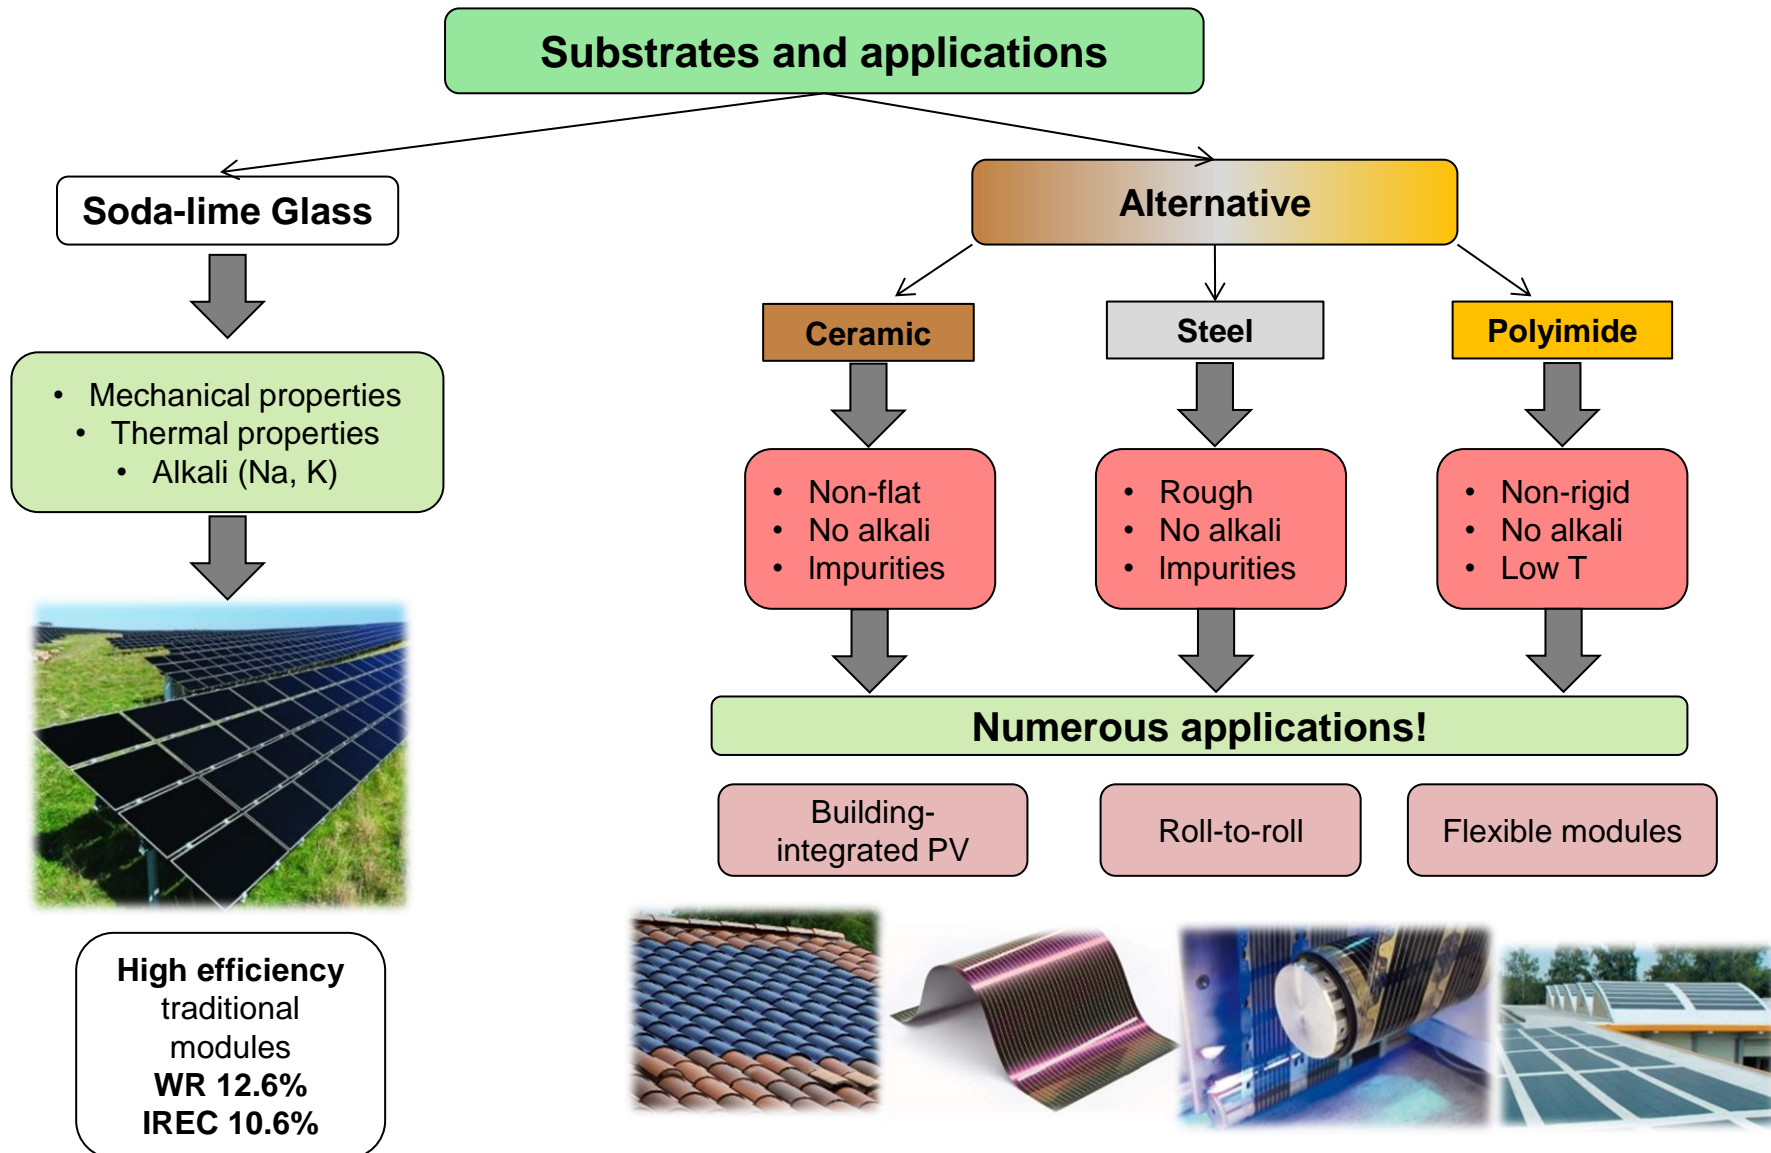 Substrates and applications
Soda-lime Glass
• Mechanical properties
• Thermal properties
• Alkali (Na, K)
High efficiency
traditional
modules
WR 12.6%
IREC 10.6%
Alternative
Ceramic
• Non-flat
• No alkali
• Impurities
Steel
• Rough
• No alkali
• Impurities
Polyimide
• Non-rigid
• No alkali
• Low T
Numerous applications!
Building-
integrated PV
Roll-to-roll
Flexible modules